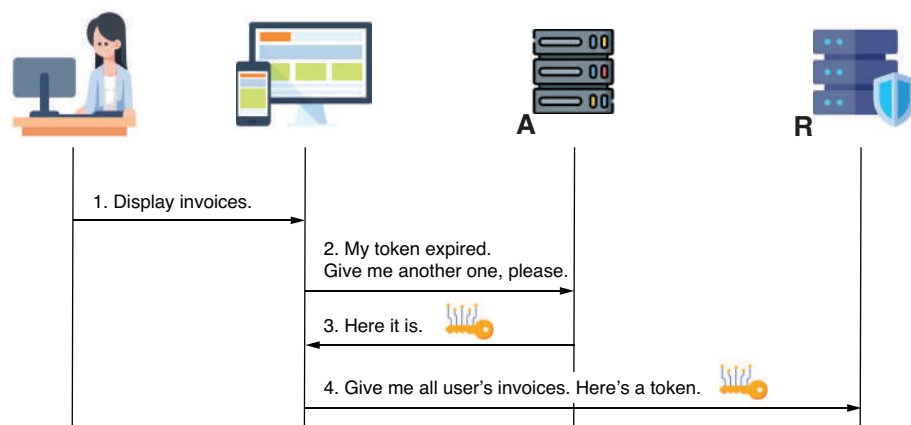 A
R
1. Display invoices.
2. My token expired.
Give me another one, please.
3. Here it is.
4. Give me all user's invoices. Here's a token.